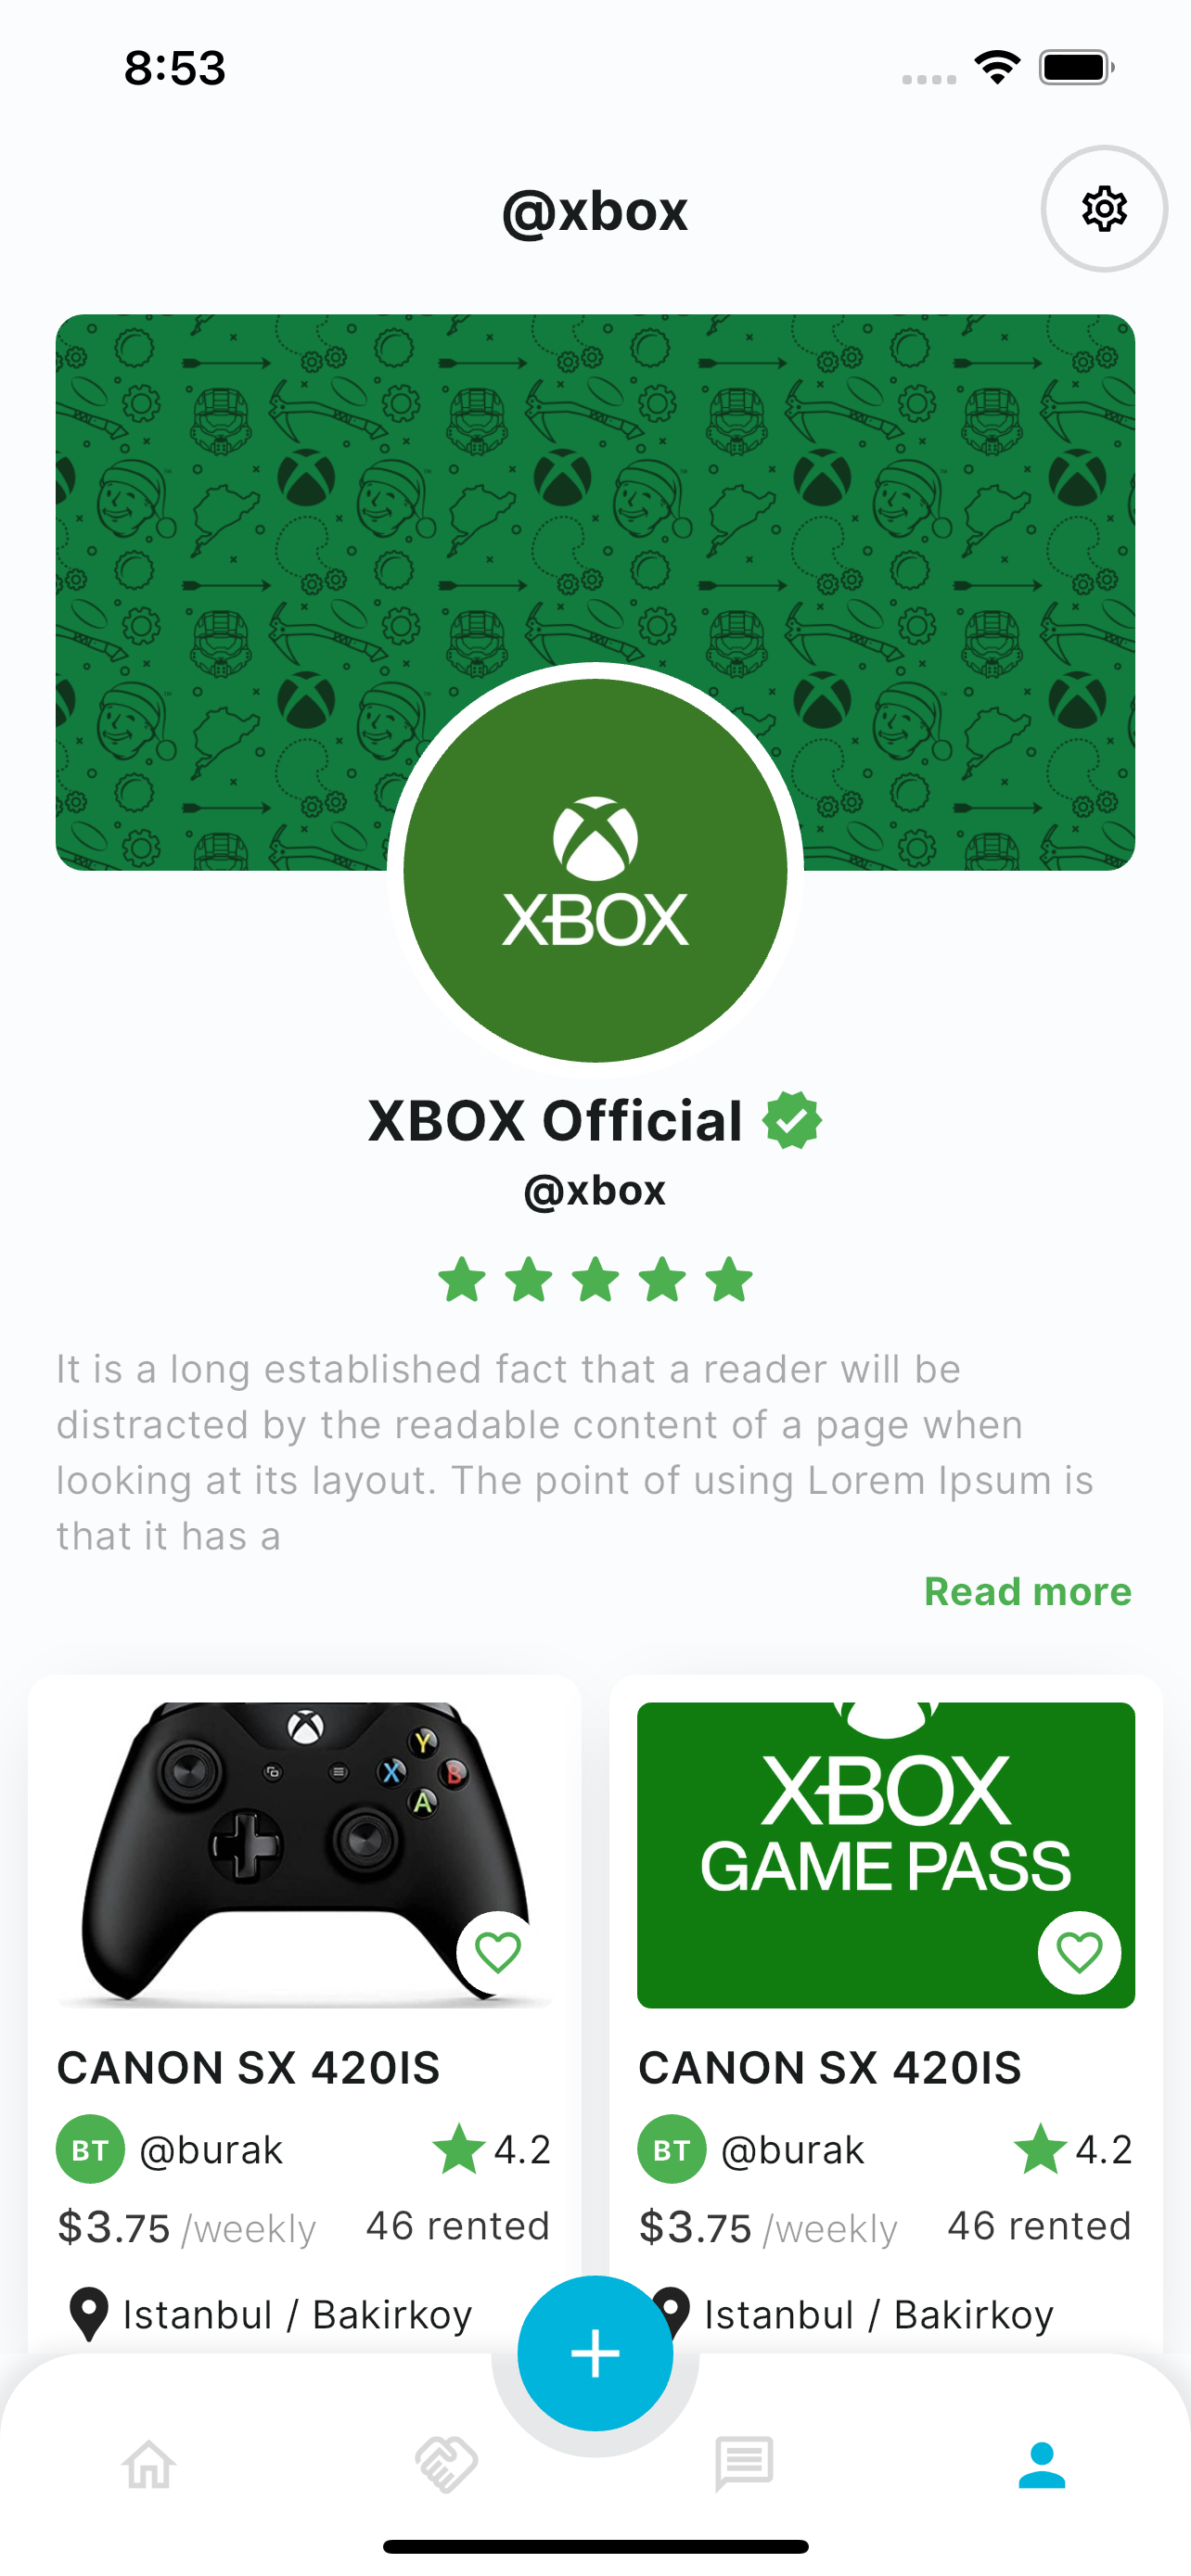 8:53
@xbox
XBOX
XBOX Official
@xbox
It is a long established fact that a reader will be
distracted by the readable content of a page when
looking at its layout. The point of using Lorem Ipsum is
that it has a
Read more
Y
X B
A
CANON SX 420IS
BT @burak 4.2
$3.75 /weekly 46 rented
Istanbul / Bakirkoy
XBOX
GAME PASS
CANON SX 420IS
BT @burak 4.2
$3.75 /weekly 46 rented
Istanbul / Bakirkoy